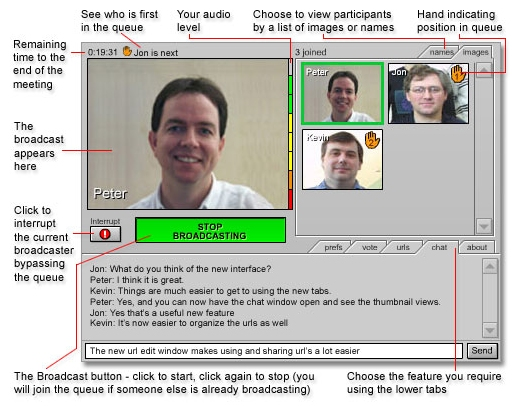 See who is first
in the queue
Your audio
level
Choose to view participants
by a list of images or names
Hand indicating
position in queue
Remaining
time to the
end of the
meeting
0:19:31 Jon is next
3 joined
names images
Peter
Jon
1
Kevin
2
The
broadcast
appears
here
Peter
Click to
interrupt
the current
broadcaster
bypassing
the queue
Interrupt
STOP
BROADCASTING
prefs vote urls chat about
Jon: What do you think of the new interface?
Peter: I think it is great.
Kevin: Things are much easier to get to using the new tabs.
Peter: Yes, and you can now have the chat window open and see the thumbnail views.
Jon: Yes that's a useful new feature
Kevin: It's now easier to organize the urls as well
The new url edit window makes using and sharing url's a lot easier
Send
The Broadcast button - click to start, click again to stop (you
will join the queue if someone else is already broadcasting)
Choose the feature you require
using the lower tabs